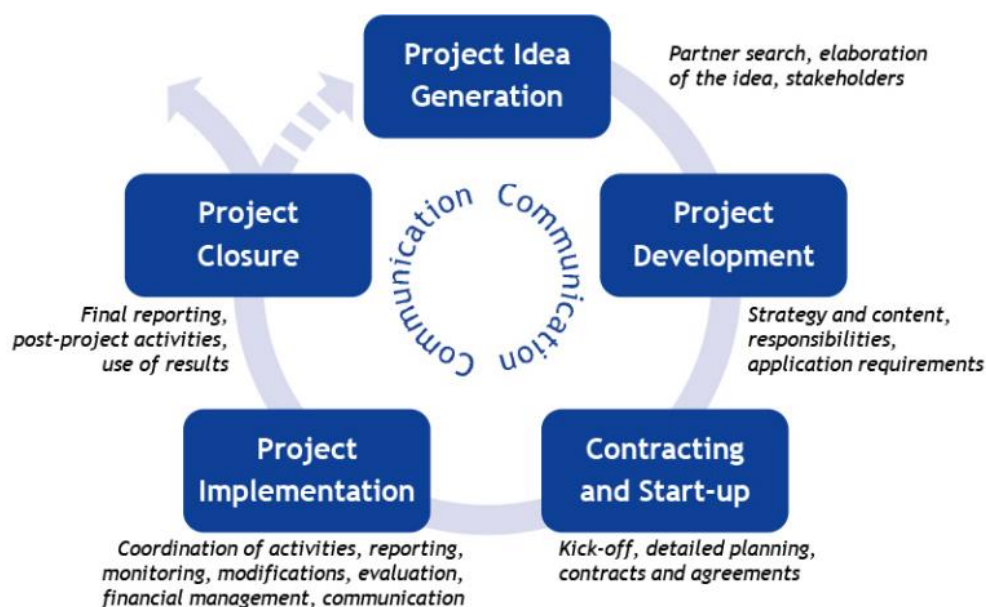 Project Idea
Generation
Partner search, elaboration
of the idea, stakeholders
Project
Development
Strategy and content,
responsibilities,
application requirements
Contracting
and Start-up
Kick-off, detailed planning,
contracts and agreements
Project
Implementation
Coordination of activities, reporting,
monitoring, modifications, evaluation,
financial management, communication
Project
Closure
Final reporting,
post-project activities,
use of results
Communication
Communication